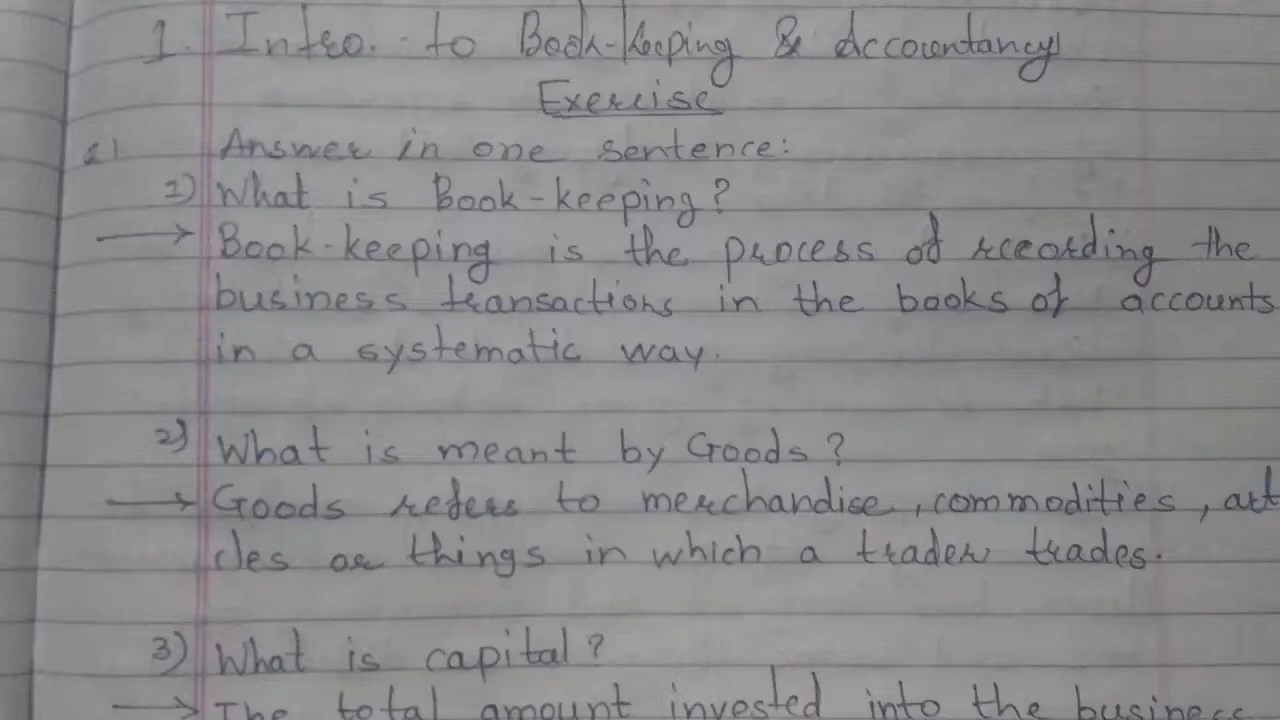 1. Intro. to Book-keeping & Accountancy
Exercise
Answer in one sentence:
1) What is Book-keeping?
→ Book-keeping is the process of recording the
business transactions in the books of accounts
in a systematic way.
2) What is meant by Goods?
→ Goods refers to merchandise, commodities, arti
cles or things in which a trader trades.
3) What is capital?
→ The total amount invested into the business